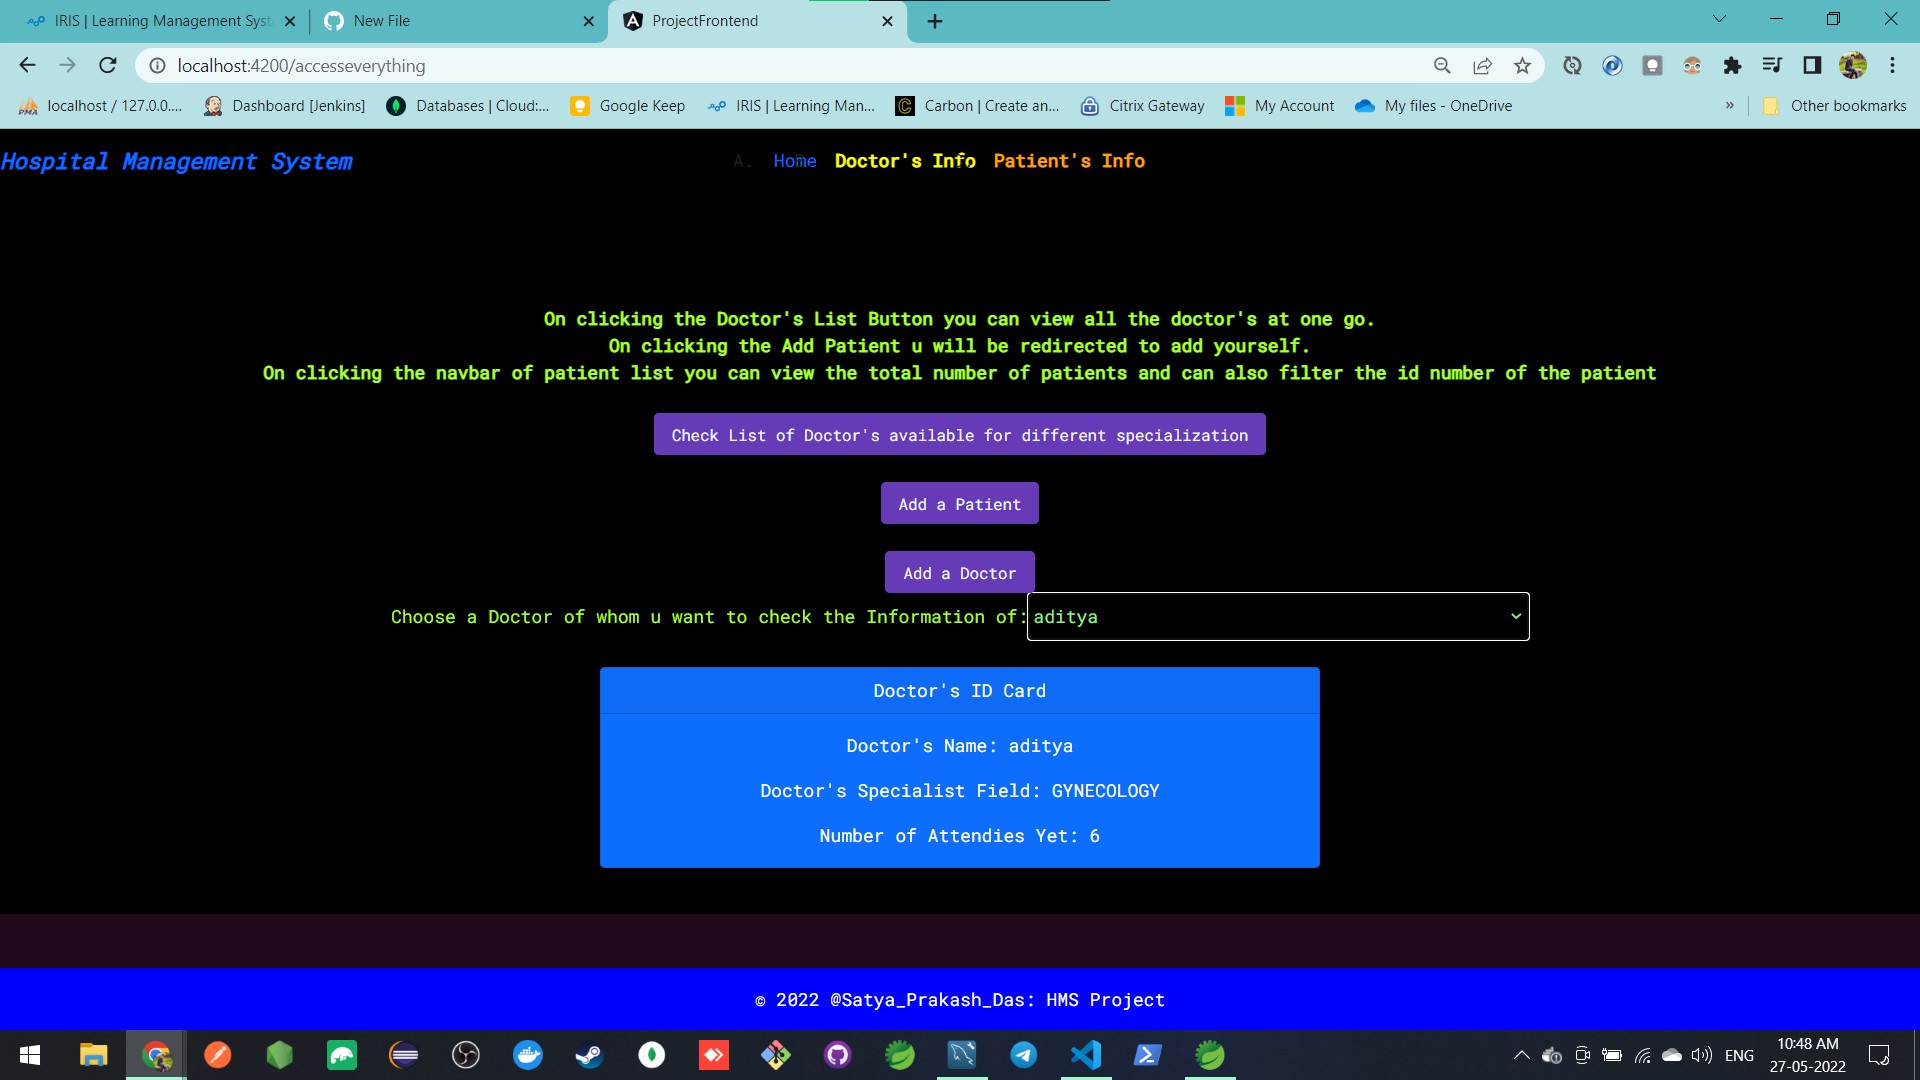 IRIS | Learning Management Syst
New File
ProjectFrontend
localhost:4200/accesseverything
localhost / 127.0.0....
Dashboard [Jenkins]
Databases | Cloud:...
Google Keep
IRIS | Learning Man...
Carbon | Create an...
Citrix Gateway
My Account
My files - OneDrive
»
Other bookmarks
Hospital Management System
A.
Home
Doctor's Info
Patient's Info
On clicking the Doctor's List Button you can view all the doctor's at one go.
On clicking the Add Patient u will be redirected to add yourself.
On clicking the navbar of patient list you can view the total number of patients and can also filter the id number of the patient
Check List of Doctor's available for different specialization
Add a Patient
Add a Doctor
Choose a Doctor of whom u want to check the Information of: aditya
Doctor's ID Card
Doctor's Name: aditya
Doctor's Specialist Field: GYNECOLOGY
Number of Attendies Yet: 6
© 2022 @Satya_Prakash_Das: HMS Project
ENG
10:48 AM
27-05-2022